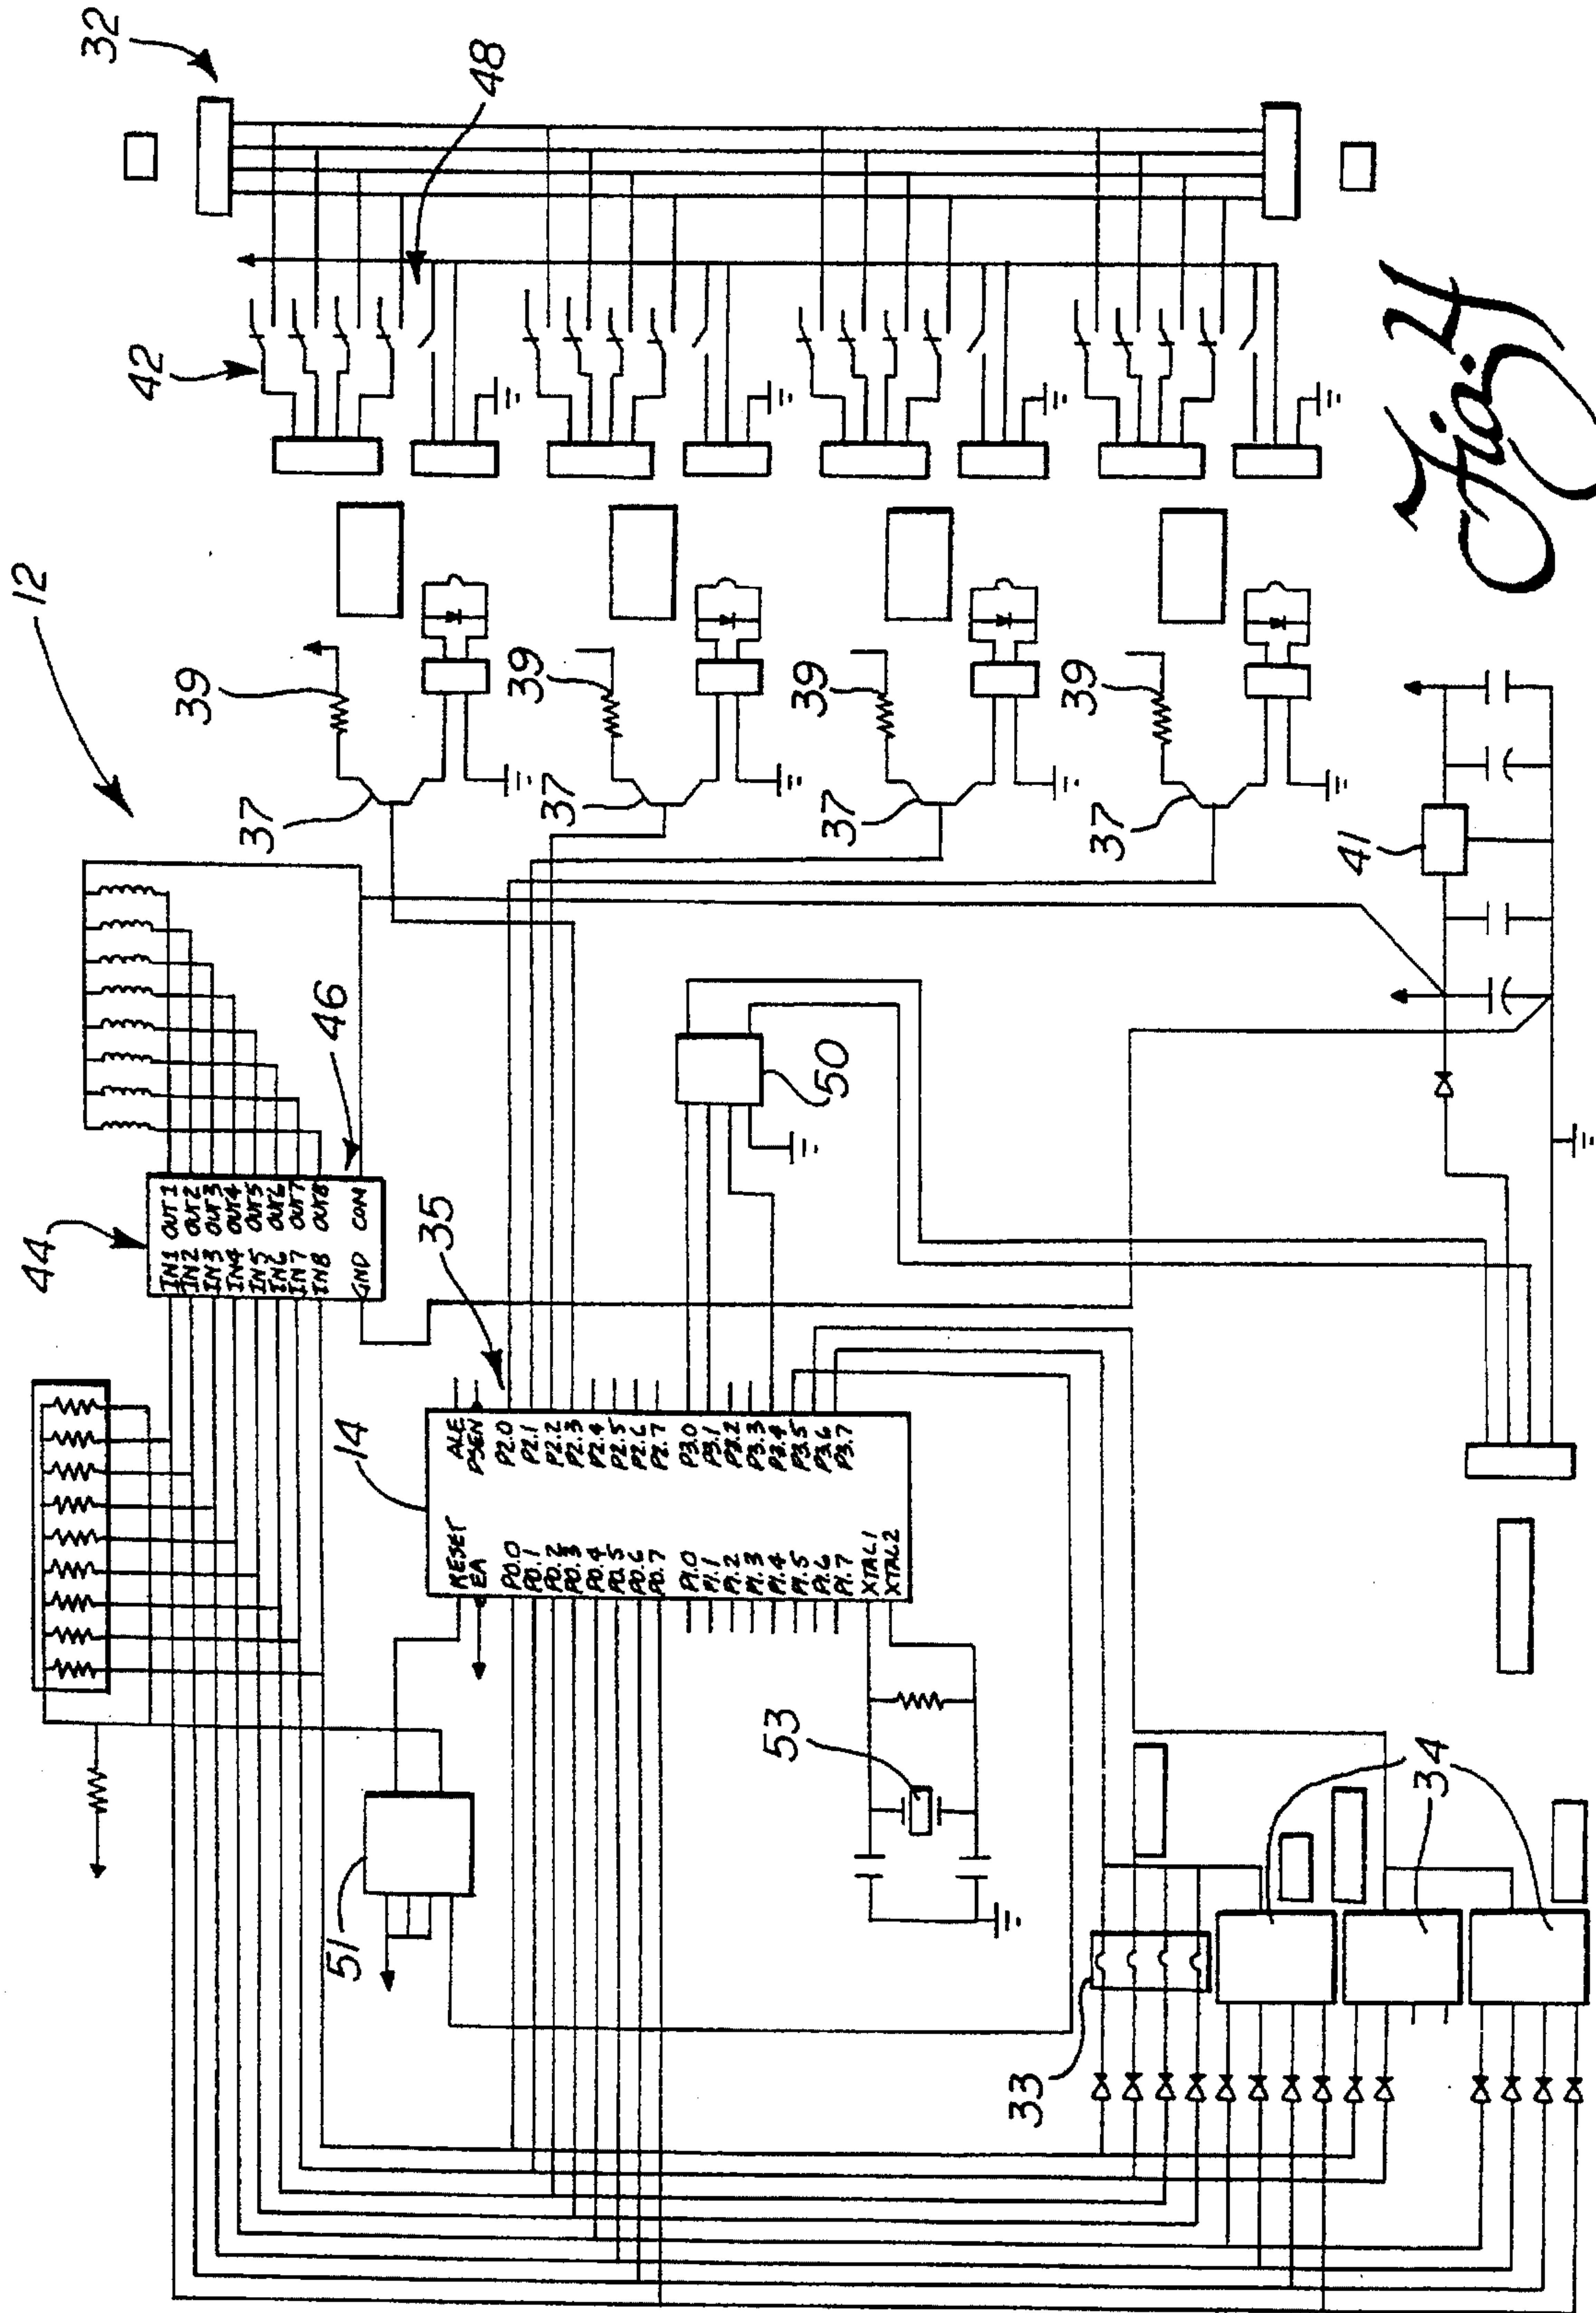 12
44
IN1 OUT1
IN2 OUT2
IN3 OUT3
IN4 OUT4
IN5 OUT5
IN6 OUT6
IN7 OUT7
IN8 OUT8
GND COM
46
32
39
37
42
48
51
14
35
RESET ALE
EA PSEN
P0.0 P2.0
P0.1 P2.1
P0.2 P2.2
P0.3 P2.3
P0.4 P2.4
P0.5 P2.5
P0.6 P2.6
P0.7 P2.7
P1.0 P3.0
P1.1 P3.1
P1.2 P3.2
P1.3 P3.3
P1.4 P3.4
P1.5 P3.5
P1.6 P3.6
P1.7 P3.7
XTAL1
XTAL2
50
37
39
53
37
39
33
37
39
41
34
34
Fig. 4